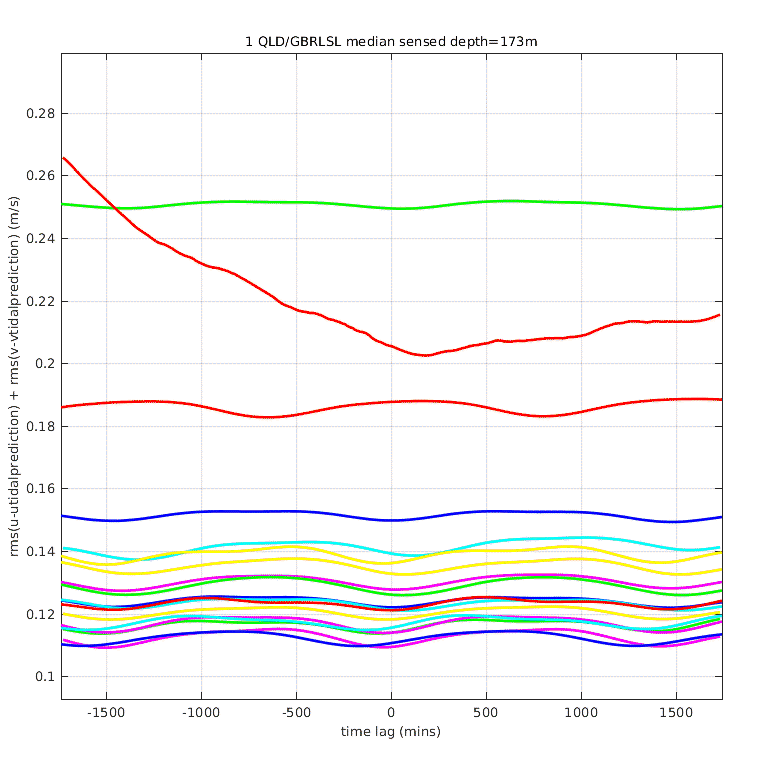 1 QLD/GBRLSL median sensed depth=173m
rms(u-utidalprediction) + rms(v-vtidalprediction) (m/s)
0.28
0.26
0.24
0.22
0.2
0.18
0.16
0.14
0.12
0.1
-1500 -1000 -500 0 500 1000 1500
time lag (mins)